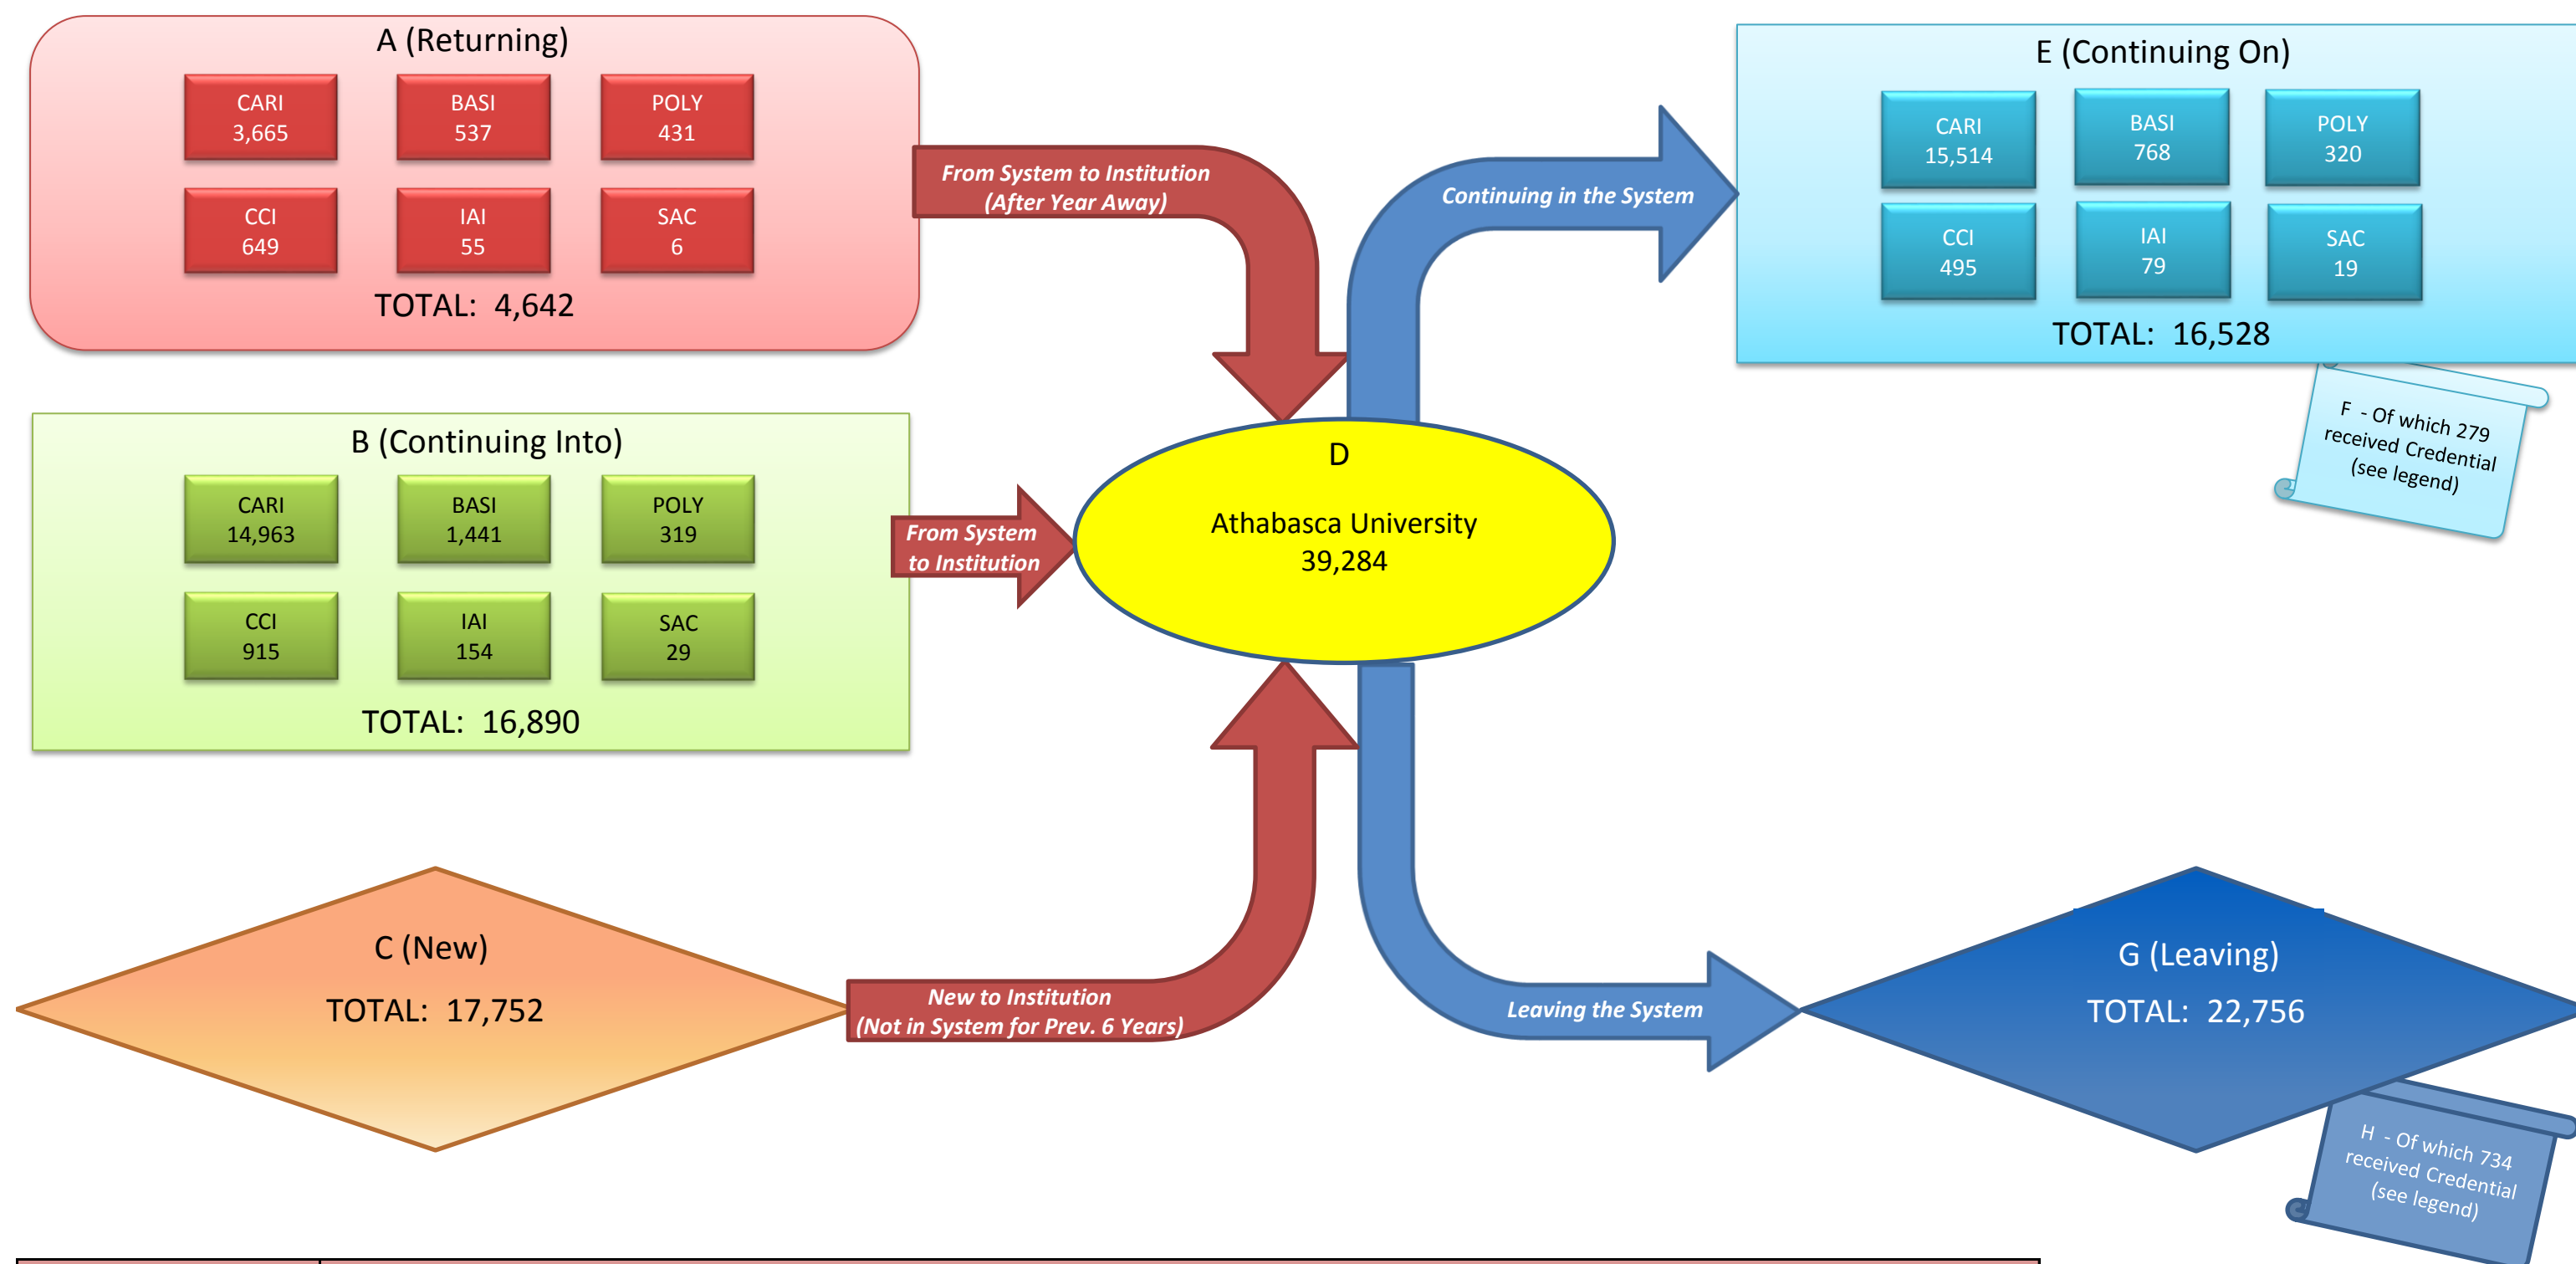 A (Returning)
CARI
3,665
BASI
537
POLY
431
CCI
649
IAI
55
SAC
6
TOTAL: 4,642
From System to Institution
(After Year Away)
Continuing in the System
E (Continuing On)
CARI
15,514
BASI
768
POLY
320
CCI
495
IAI
79
SAC
19
TOTAL: 16,528
F - Of which 279
received Credential
(see legend)
B (Continuing Into)
CARI
14,963
BASI
1,441
POLY
319
CCI
915
IAI
154
SAC
29
TOTAL: 16,890
From System
to Institution
D
Athabasca University
39,284
C (New)
TOTAL: 17,752
New to Institution
(Not in System for Prev. 6 Years)
Leaving the System
G (Leaving)
TOTAL: 22,756
H - Of which 734
received Credential
(see legend)